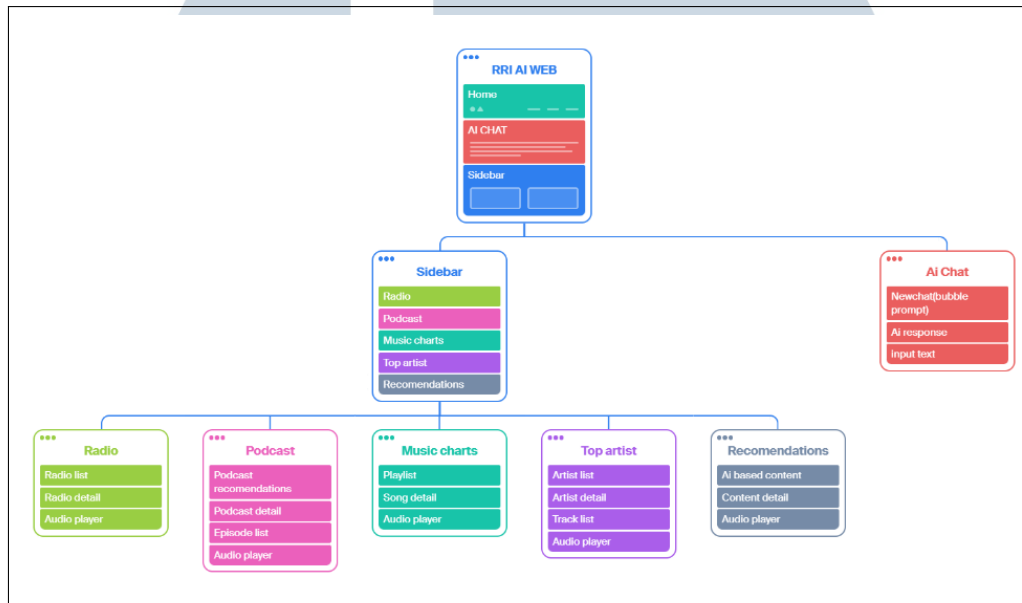 RRI AI WEB
Home
AI CHAT
Sidebar
Sidebar
Radio
Podcast
Music charts
Top artist
Recomendations
Ai Chat
Newchat(bubble
prompt)
Ai response
input text
Radio
Radio list
Radio detail
Audio player
Podcast
Podcast
recomendations
Podcast detail
Episode list
Audio player
Music charts
Playlist
Song detail
Audio player
Top artist
Artist list
Artist detail
Track list
Audio player
Recomendations
Ai based content
Content detail
Audio player